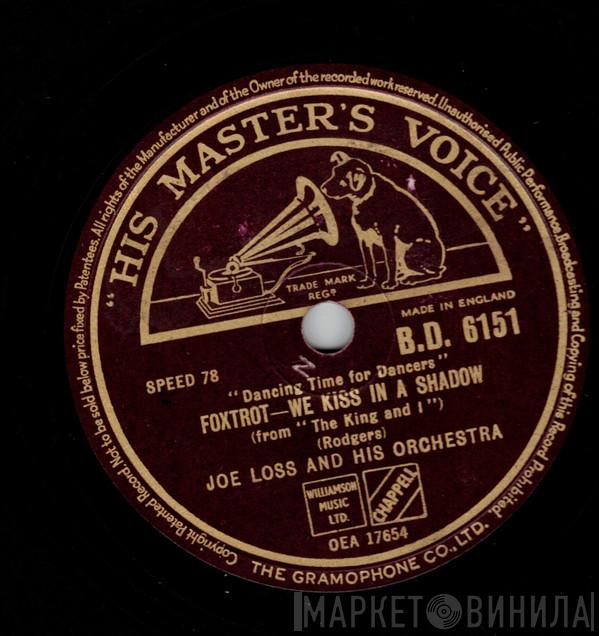 Copyright Patented Record. Not to be sold below price fixed by Patentees. All rights of the Manufacturer and of the Owner of the recorded work reserved. Unauthorised Public Performance Broadcasting and Copying of the Record Prohibited.
"HIS MASTER'S VOICE"
TRADE MARK
REGD
MADE IN ENGLAND
B.D. 6151
SPEED 78
"Dancing Time for Dancers"
FOXTROT—WE KISS IN A SHADOW
(from "The King and I")
(Rodgers)
JOE LOSS AND HIS ORCHESTRA
WILLIAMSON
MUSIC
LTD.
CHAPPELL
OEA 17654
THE GRAMOPHONE CO., LTD.
N
МАРКЕТ ВИНИЛА